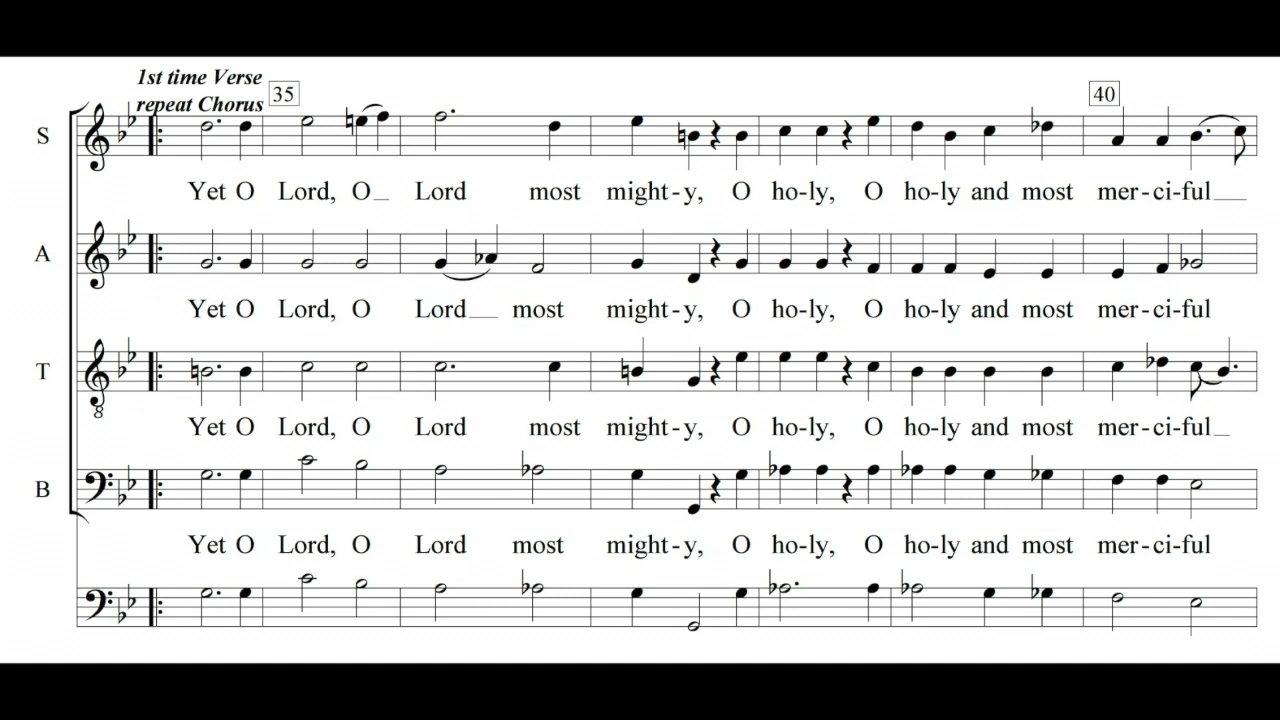 1st time Verse
repeat Chorus 35 40
S
Yet O Lord, O Lord most might-y, O ho-ly, O ho-ly and most mer-ci-ful
A
Yet O Lord, O Lord most might-y, O ho-ly, O ho-ly and most mer-ci-ful
T
8
Yet O Lord, O Lord most might-y, O ho-ly, O ho-ly and most mer-ci-ful
B
Yet O Lord, O Lord most might-y, O ho-ly, O ho-ly and most mer-ci-ful